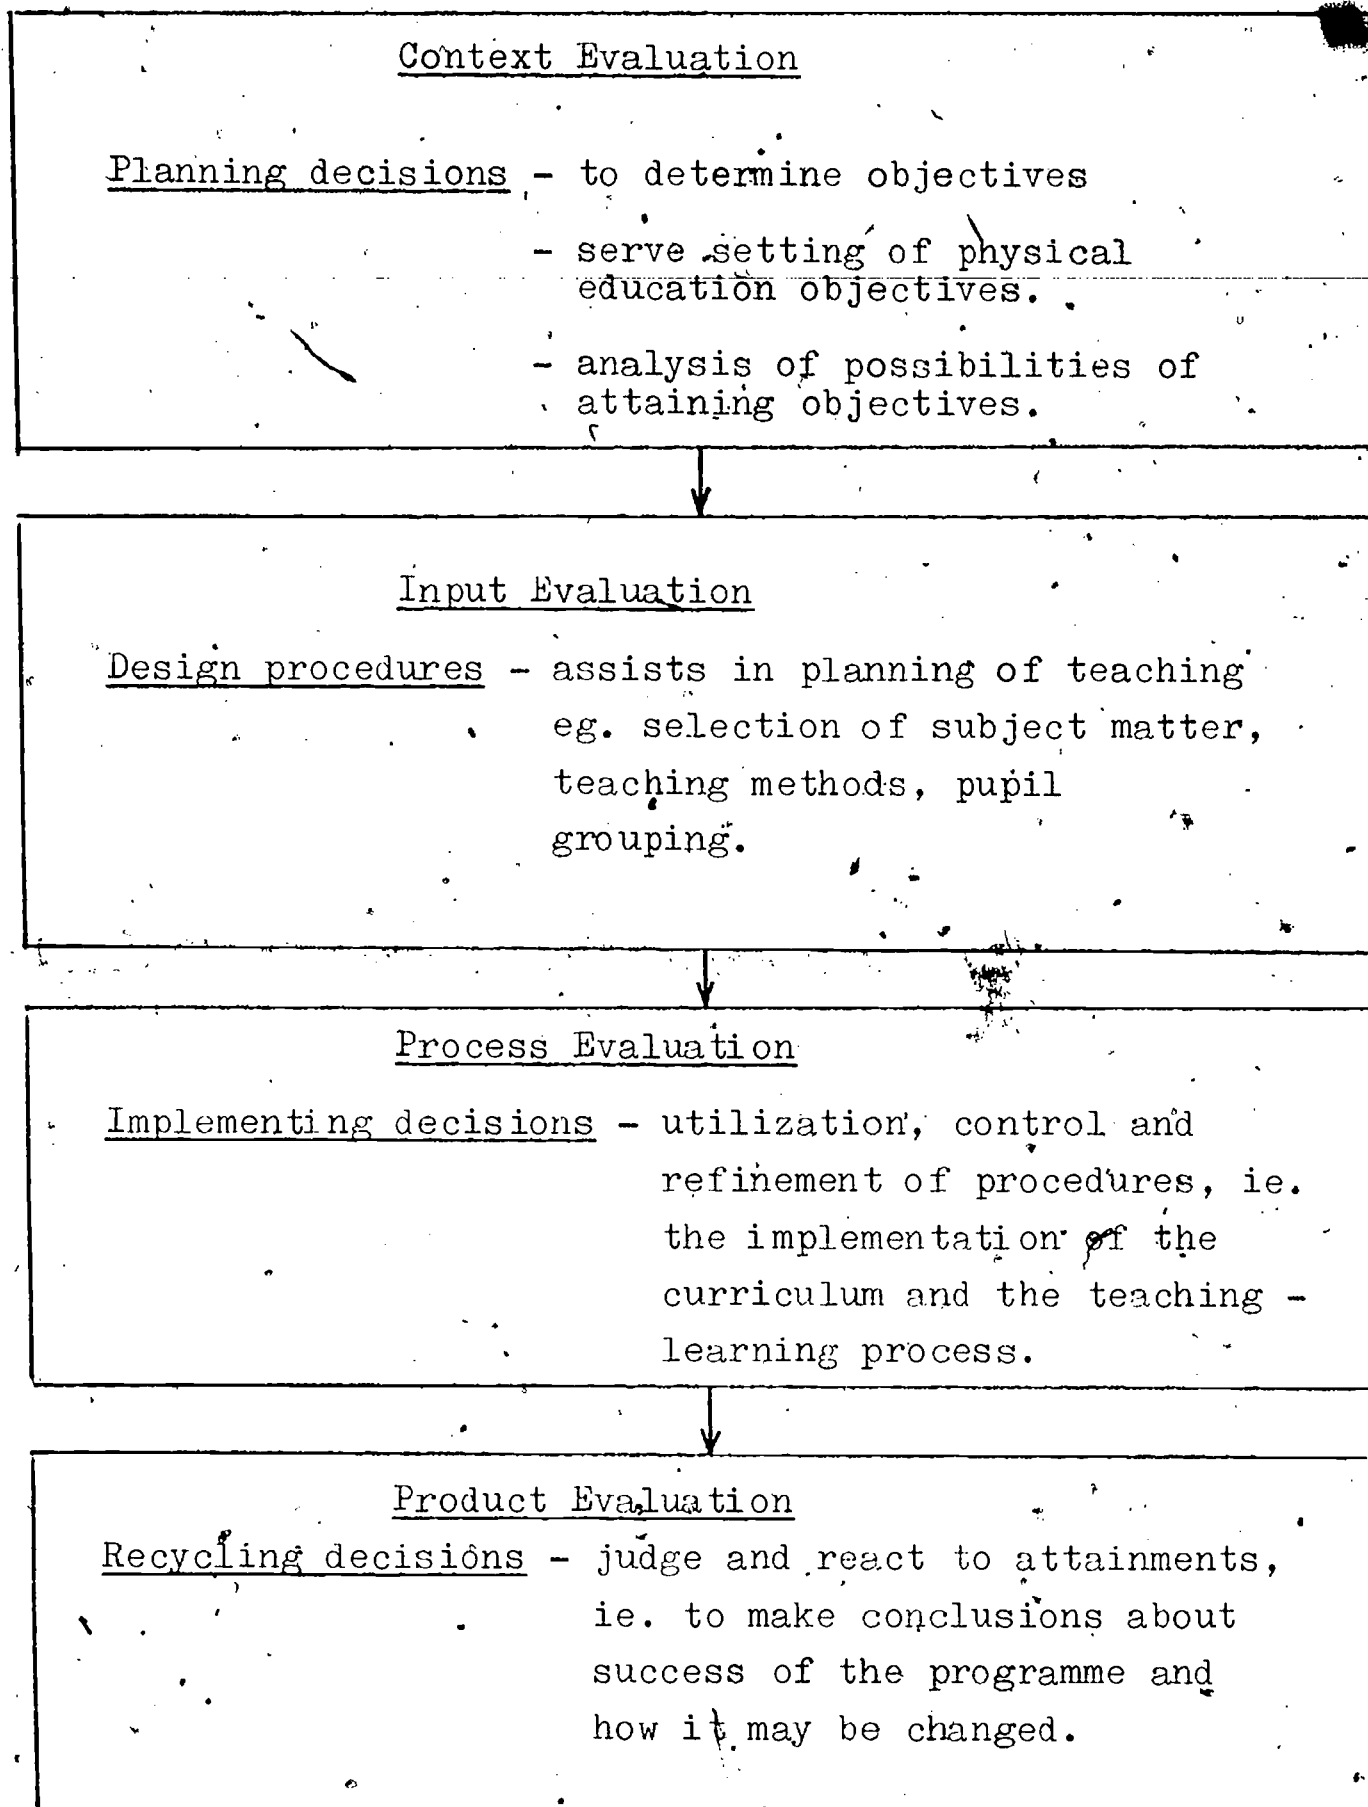 Context Evaluation
Planning decisions - to determine objectives
- serve setting of physical
education objectives.
- analysis of possibilities of
attaining objectives.
Input Evaluation
Design procedures - assists in planning of teaching
eg. selection of subject matter,
teaching methods, pupil
grouping.
Process Evaluation
Implementing decisions - utilization, control and
refinement of procedures, ie.
the implementation of the
curriculum and the teaching -
learning process.
Product Evaluation
Recycling decisions - judge and react to attainments,
ie. to make conclusions about
success of the programme and
how it may be changed.